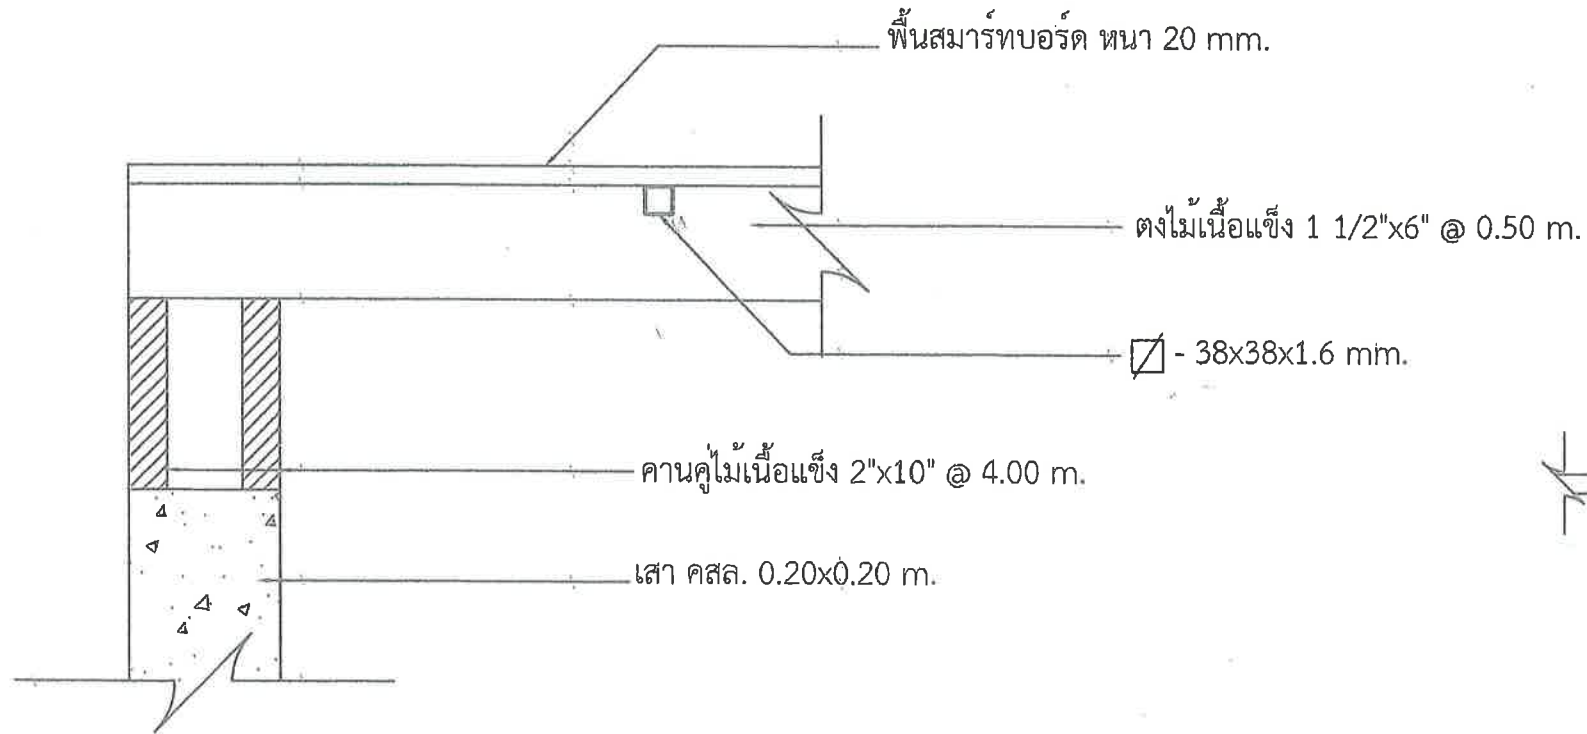 พื้นสมาร์ทบอร์ด หนา 20 mm.
ตงไม้เนื้อแข็ง 1 1/2"x6" @ 0.50 m.
- 38x38x1.6 mm.
คานคู่ไม้เนื้อแข็ง 2"x10" @ 4.00 m.
เสา คสล. 0.20x0.20 m.